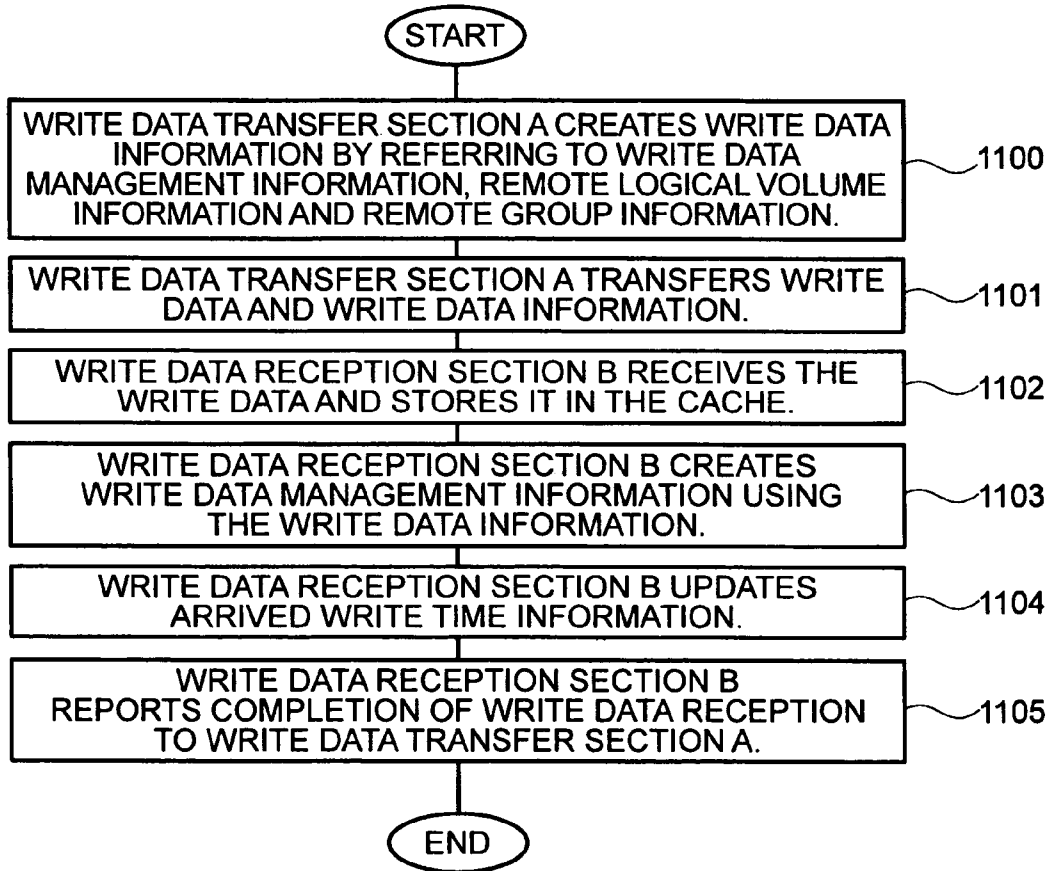 START
WRITE DATA TRANSFER SECTION A CREATES WRITE DATA
INFORMATION BY REFERRING TO WRITE DATA
MANAGEMENT INFORMATION, REMOTE LOGICAL VOLUME
INFORMATION AND REMOTE GROUP INFORMATION.
1100
WRITE DATA TRANSFER SECTION A TRANSFERS WRITE
DATA AND WRITE DATA INFORMATION.
1101
WRITE DATA RECEPTION SECTION B RECEIVES THE
WRITE DATA AND STORES IT IN THE CACHE.
1102
WRITE DATA RECEPTION SECTION B CREATES
WRITE DATA MANAGEMENT INFORMATION USING
THE WRITE DATA INFORMATION.
1103
WRITE DATA RECEPTION SECTION B UPDATES
ARRIVED WRITE TIME INFORMATION.
1104
WRITE DATA RECEPTION SECTION B
REPORTS COMPLETION OF WRITE DATA RECEPTION
TO WRITE DATA TRANSFER SECTION A.
1105
END